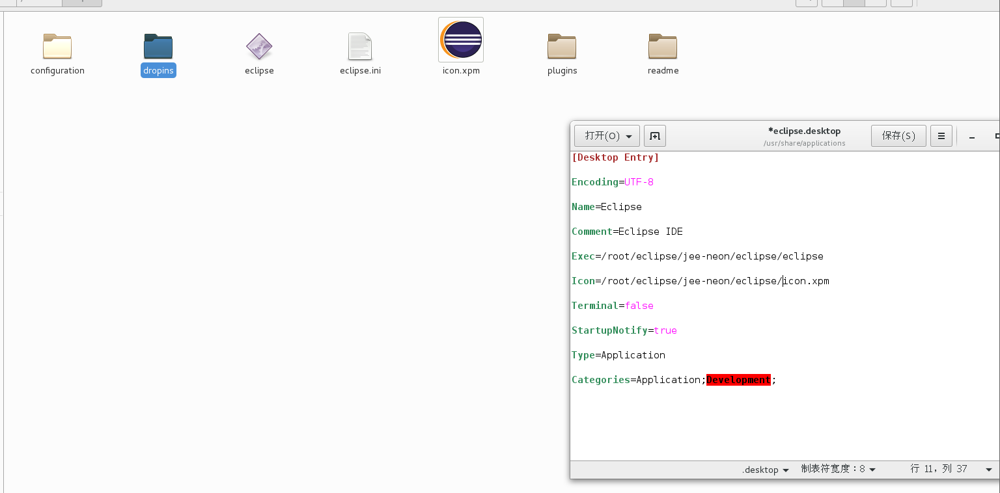 configuration
dropins
eclipse
eclipse.ini
icon.xpm
plugins
readme
打开(O)
*eclipse.desktop
/usr/share/applications
保存(S)
[Desktop Entry]
Encoding=UTF-8
Name=Eclipse
Comment=Eclipse IDE
Exec=/root/eclipse/jee-neon/eclipse/eclipse
Icon=/root/eclipse/jee-neon/eclipse/icon.xpm
Terminal=false
StartupNotify=true
Type=Application
Categories=Application;Development;
.desktop
制表符宽度：8
行 11，列 37